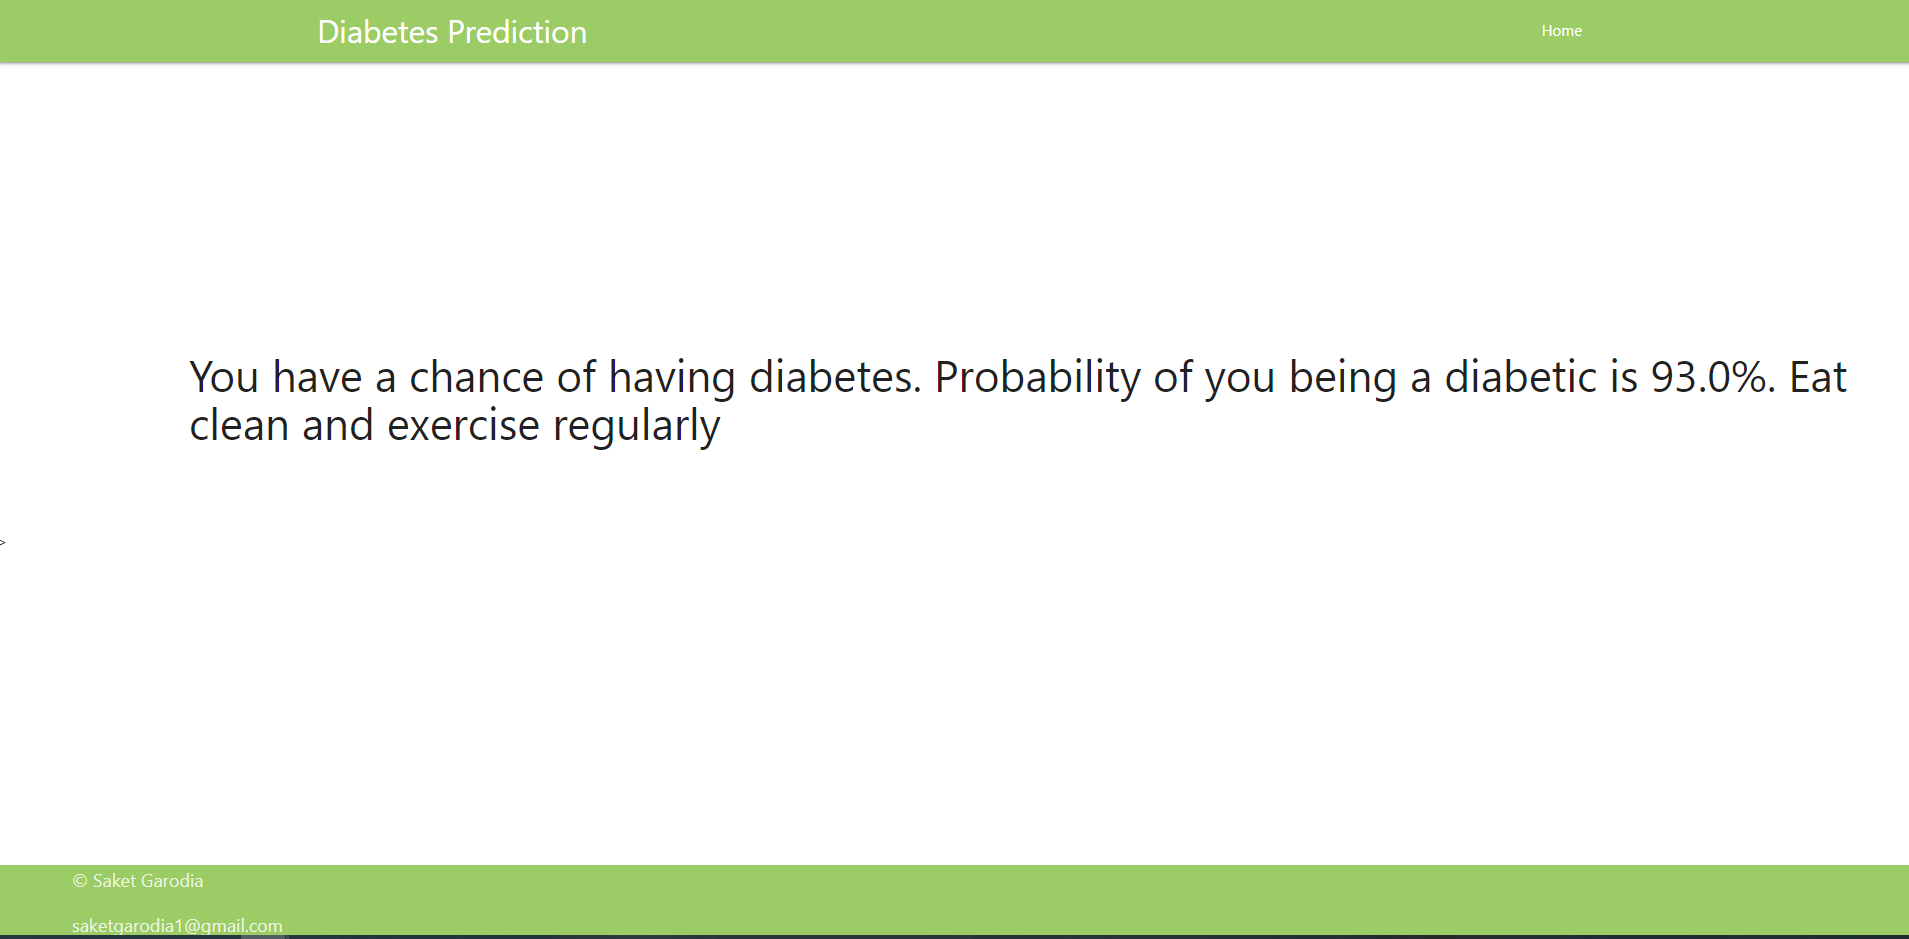 Diabetes Prediction
Home
You have a chance of having diabetes. Probability of you being a diabetic is 93.0%. Eat
clean and exercise regularly
>
© Saket Garodia
saketgarodia1@gmail.com